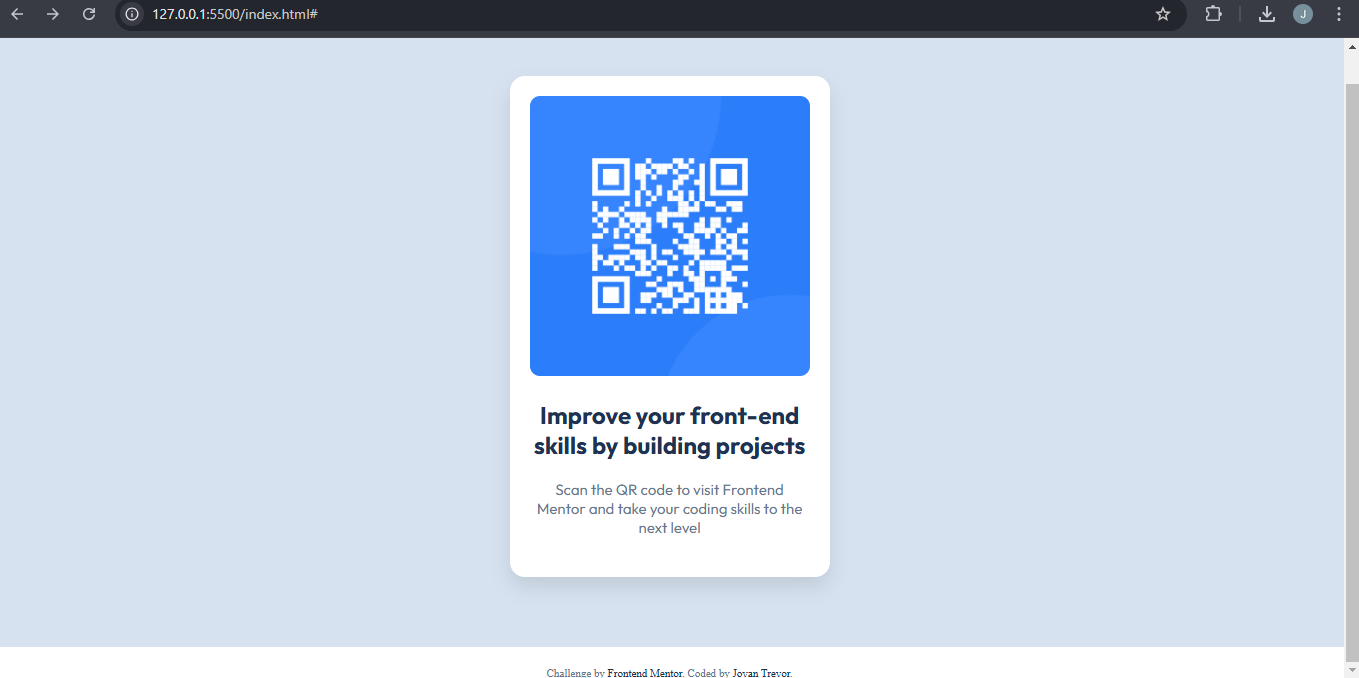 127.0.0.1:5500/index.html#
J
Improve your front-end
skills by building projects
Scan the QR code to visit Frontend
Mentor and take your coding skills to the
next level
Challenge by Frontend Mentor. Coded by Jovan Trevor.